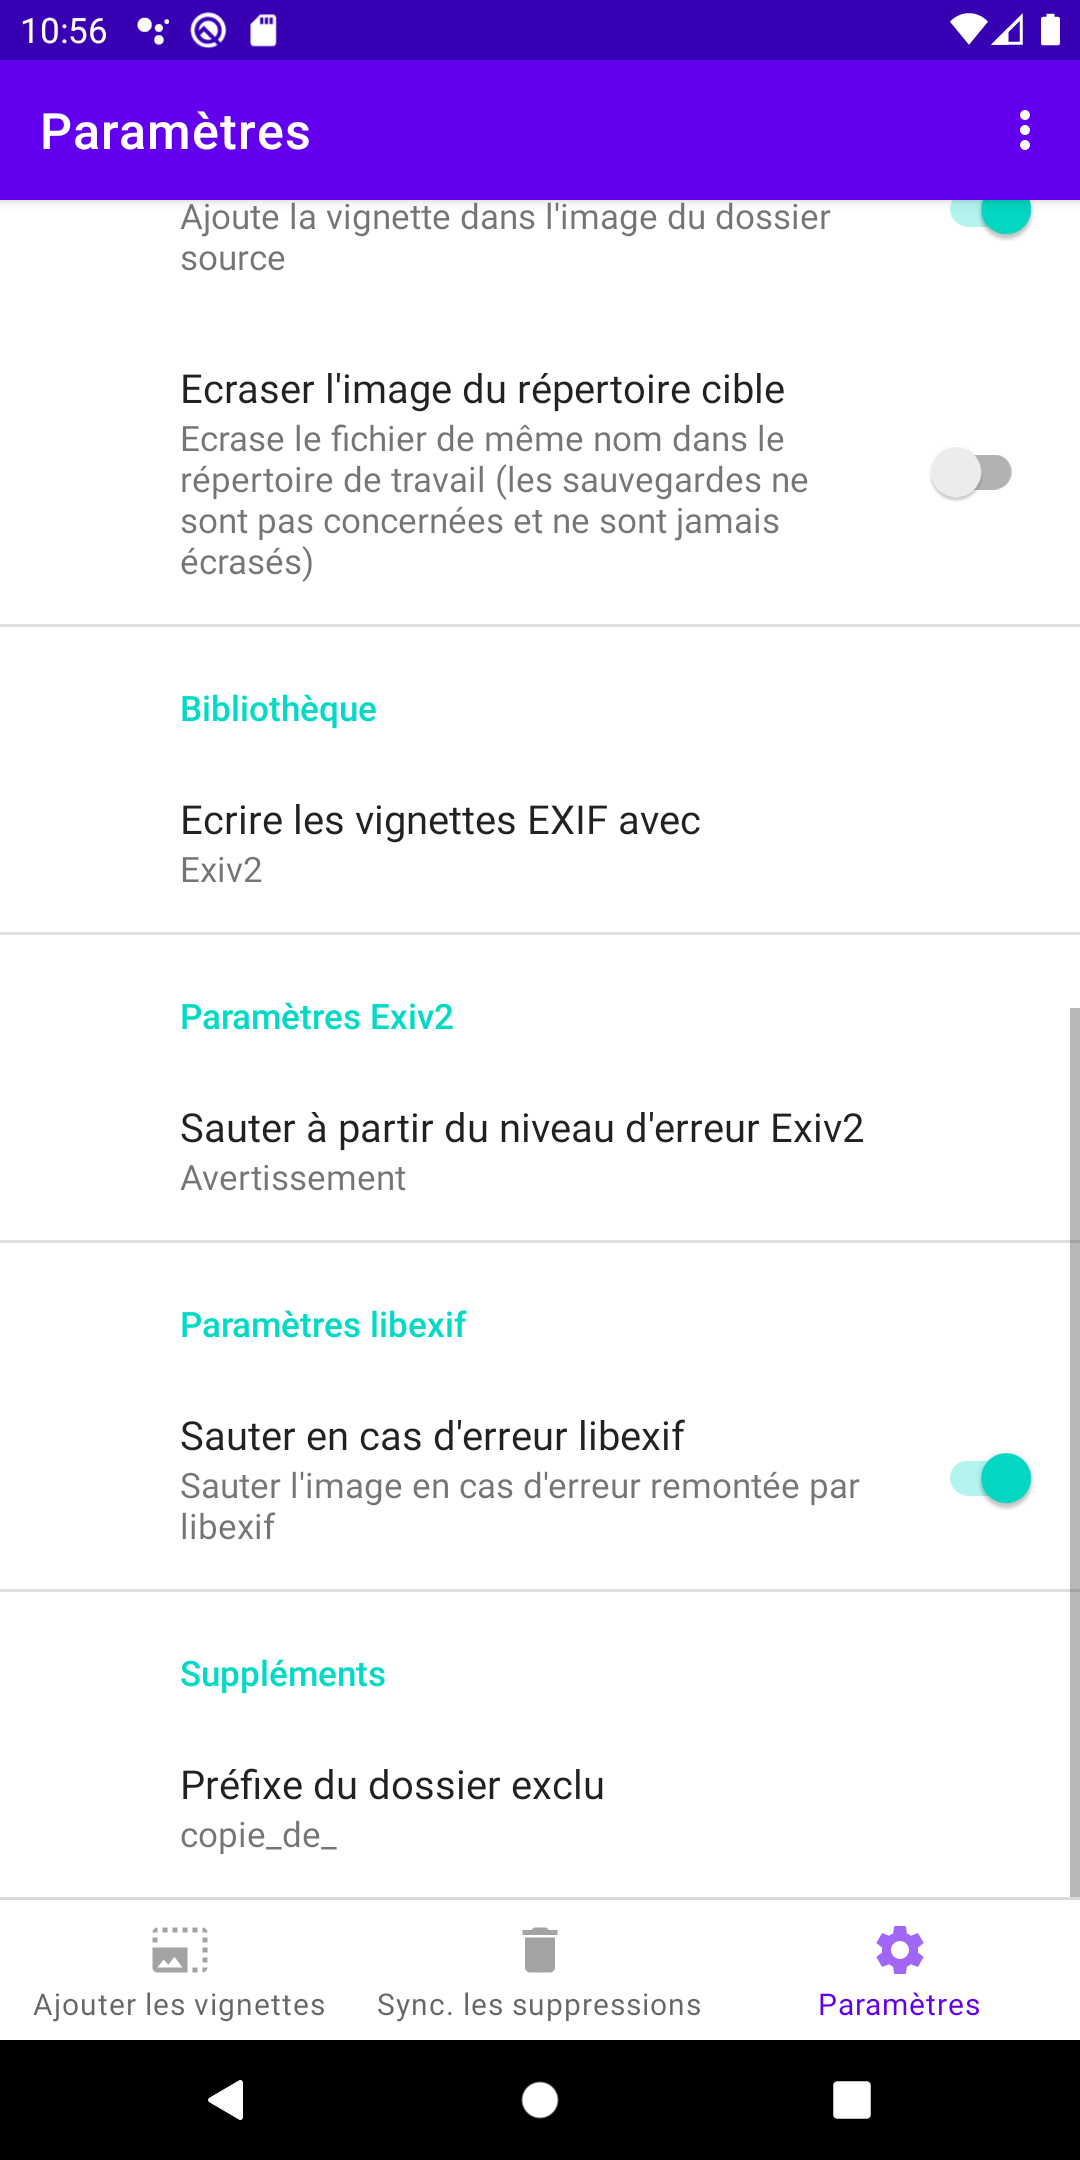 10:56
Paramètres
Ajoute la vignette dans l'image du dossier
source
Ecraser l'image du répertoire cible
Ecrase le fichier de même nom dans le
répertoire de travail (les sauvegardes ne
sont pas concernées et ne sont jamais
écrasés)
Bibliothèque
Ecrire les vignettes EXIF avec
Exiv2
Paramètres Exiv2
Sauter à partir du niveau d'erreur Exiv2
Avertissement
Paramètres libexif
Sauter en cas d'erreur libexif
Sauter l'image en cas d'erreur remontée par
libexif
Suppléments
Préfixe du dossier exclu
copie_de_
Ajouter les vignettes
Sync. les suppressions
Paramètres